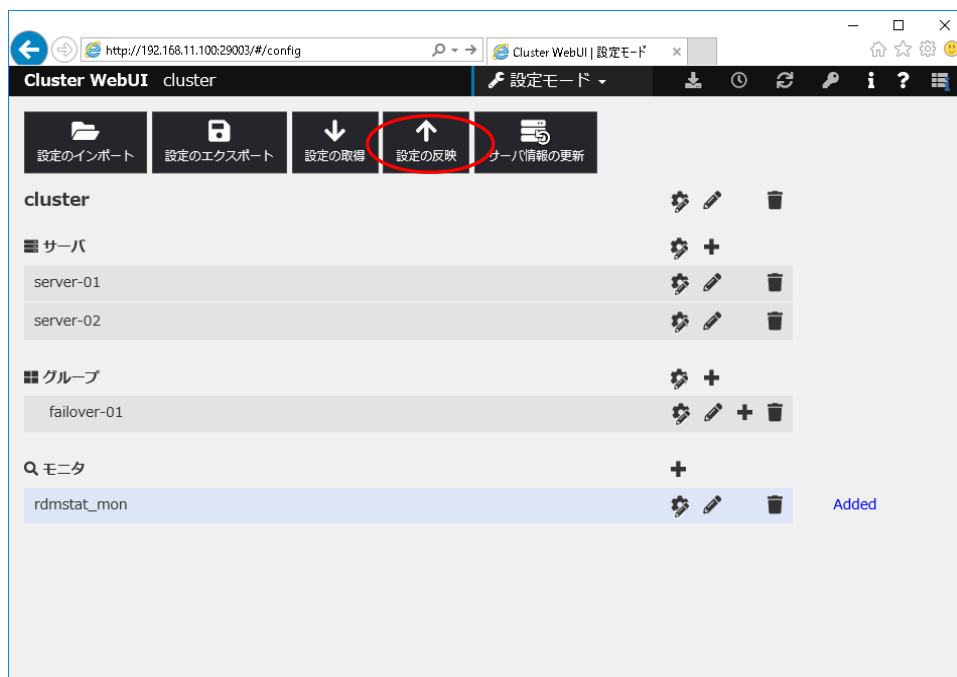 http://192.168.11.100:29003/#/config
Cluster WebUI | 設定モード
Cluster WebUI cluster 設定モード
設定のインポート 設定のエクスポート 設定の取得 設定の反映 サーバ情報の更新
cluster
サーバ
server-01
server-02
グループ
failover-01
モニタ
rdmstat_mon Added